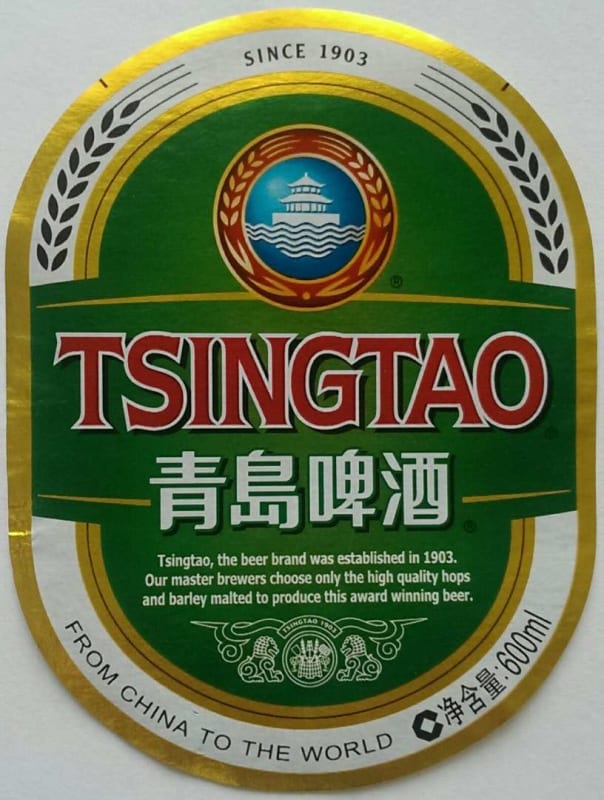 SINCE 1903
®
TSINGTAO
®
青島啤酒
®
Tsingtao, the beer brand was established in 1903.
Our master brewers choose only the high quality hops
and barley malted to produce this award winning beer.
TSINGTAO 1903
FROM CHINA TO THE WORLD
净含量:600ml